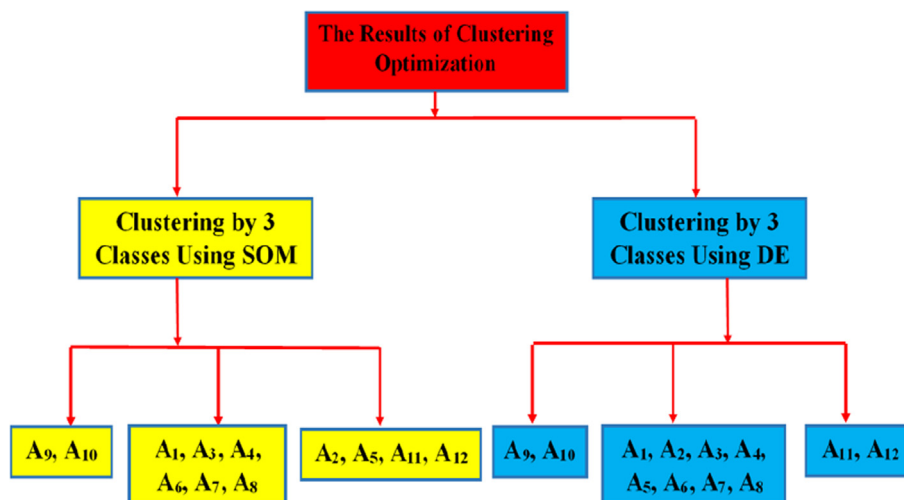 The Results of Clustering
Optimization
Clustering by 3
Classes Using SOM
Clustering by 3
Classes Using DE
A₉, A₁₀
A₁, A₃, A₄,
A₆, A₇, A₈
A₂, A₅, A₁₁, A₁₂
A₉, A₁₀
A₁, A₂, A₃, A₄,
A₅, A₆, A₇, A₈
A₁₁, A₁₂